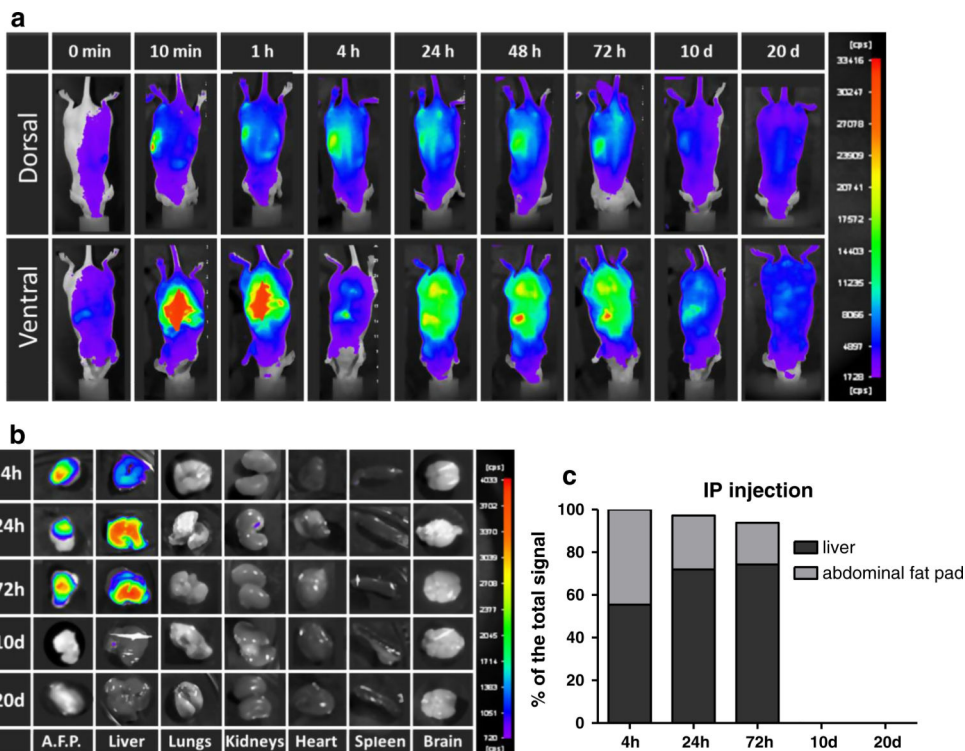 a
0 min 10 min 1 h 4 h 24 h 48 h 72 h 10 d 20 d
Dorsal
Ventral
[cps]
33416
30247
27078
23909
20741
17572
14403
11235
8066
4897
1728
[cps]
b
4h
24h
72h
10d
20d
A.F.P. Liver Lungs Kidneys Heart Spleen Brain
[cps]
4033
3702
3370
3039
2708
2377
2045
1714
1383
1051
720
[cps]
c
IP injection
% of the total signal
100
80
60
40
20
0
4h 24h 72h 10d 20d
liver
abdominal fat pad